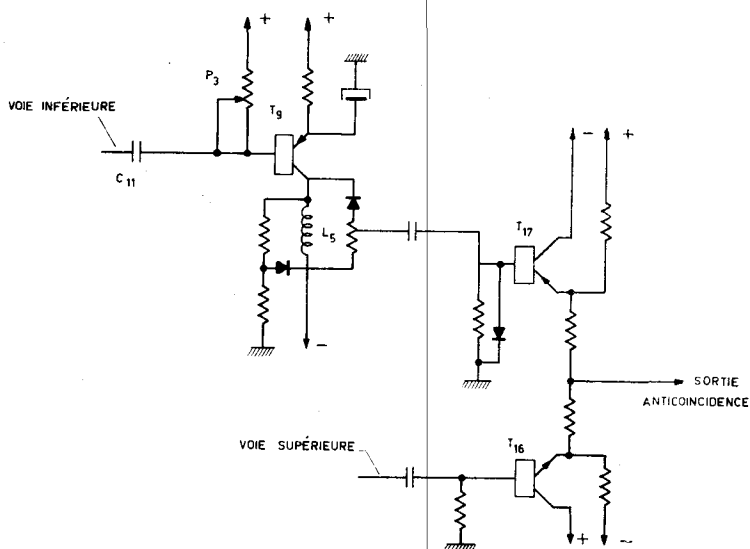 + +
P3
VOIE INFÉRIEURE
T9
C11
L5
-
- +
T17
SORTIE
ANTICOINCIDENCE
VOIE SUPÉRIEURE
T16
+ -